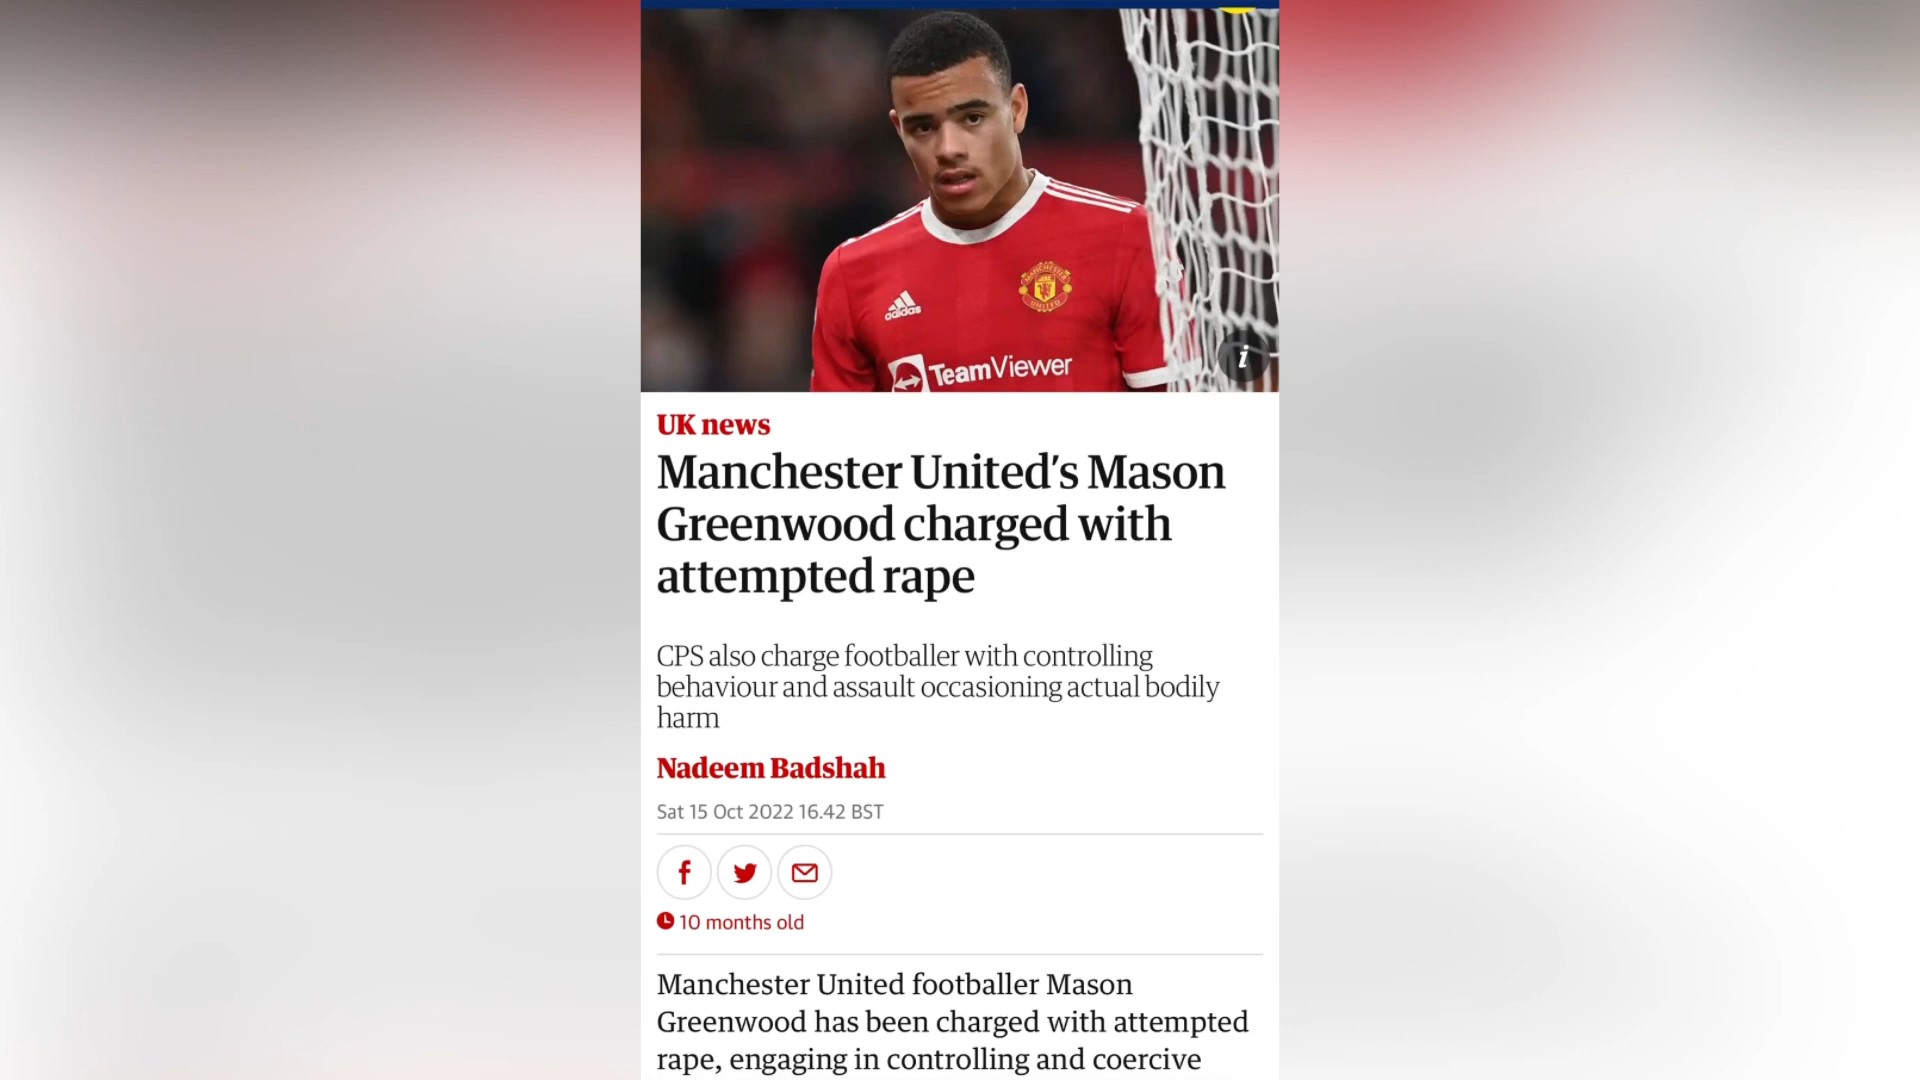 MANCHESTER
UNITED
adidas
TeamViewer
i
UK news
Manchester United's Mason
Greenwood charged with
attempted rape
CPS also charge footballer with controlling
behaviour and assault occasioning actual bodily
harm
Nadeem Badshah
Sat 15 Oct 2022 16.42 BST
10 months old
Manchester United footballer Mason
Greenwood has been charged with attempted
rape, engaging in controlling and coercive